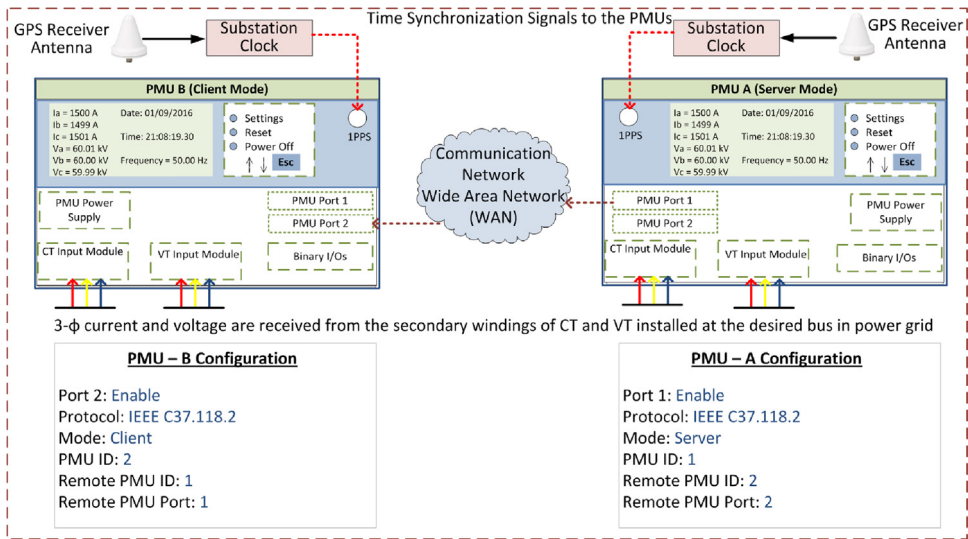 Time Synchronization Signals to the PMUs
GPS Receiver
Antenna
Substation
Clock
Substation
Clock
GPS Receiver
Antenna
PMU B (Client Mode)
Ia = 1500 A
Ib = 1499 A
Ic = 1501 A
Va = 60.01 kV
Vb = 60.00 kV
Vc = 59.99 kV
Date: 01/09/2016
Time: 21:08:19.30
Frequency = 50.00 Hz
Settings
Reset
Power Off
Esc
1PPS
PMU Power
Supply
PMU Port 1
PMU Port 2
CT Input Module
VT Input Module
Binary I/Os
Communication
Network
Wide Area Network
(WAN)
PMU A (Server Mode)
1PPS
Ia = 1500 A
Ib = 1499 A
Ic = 1501 A
Va = 60.01 kV
Vb = 60.00 kV
Vc = 59.99 kV
Date: 01/09/2016
Time: 21:08:19.30
Frequency = 50.00 Hz
Settings
Reset
Power Off
Esc
PMU Port 1
PMU Port 2
PMU Power
Supply
CT Input Module
VT Input Module
Binary I/Os
3-ϕ current and voltage are received from the secondary windings of CT and VT installed at the desired bus in power grid
PMU – B Configuration
Port 2: Enable
Protocol: IEEE C37.118.2
Mode: Client
PMU ID: 2
Remote PMU ID: 1
Remote PMU Port: 1
PMU – A Configuration
Port 1: Enable
Protocol: IEEE C37.118.2
Mode: Server
PMU ID: 1
Remote PMU ID: 2
Remote PMU Port: 2